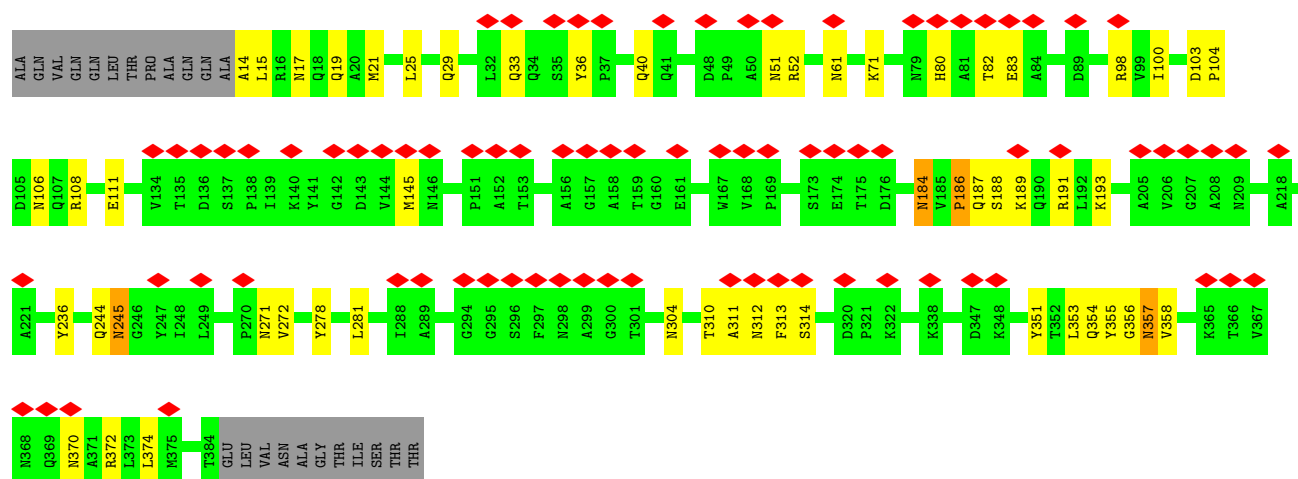 ALA GLN VAL GLN GLN LEU THR PRO ALA GLN GLN ALA A14 L15 R16 N17 Q18 Q19 A20 M21 L25 Q29 L32 Q33 Q34 S35 Y36 P37 Q40 Q41 D48 P49 A50 N51 R52 N61 K71 N79 H80 A81 T82 E83 A84 D89 R98 V99 I100 D103 P104
D105 N106 Q107 R108 E111 V134 T135 D136 S137 P138 I139 K140 Y141 G142 D143 V144 M145 N146 P151 A152 T153 A156 G157 A158 T159 G160 E161 W167 V168 P169 S173 E174 T175 D176 N184 V185 P186 Q187 S188 K189 Q190 R191 L192 K193 A205 V206 G207 A208 N209 A218
A221 Y236 Q244 N245 G246 Y247 I248 L249 P270 N271 V272 Y278 L281 I288 A289 G294 G295 S296 F297 N298 A299 G300 T301 N304 T310 A311 N312 F313 S314 D320 P321 K322 K338 D347 K348 Y351 T352 L353 Q354 Y355 G356 N357 V358 K365 T366 V367
N368 Q369 N370 A371 R372 L373 L374 M375 T384 GLU LEU VAL ASN ALA GLY THR ILE SER THR THR